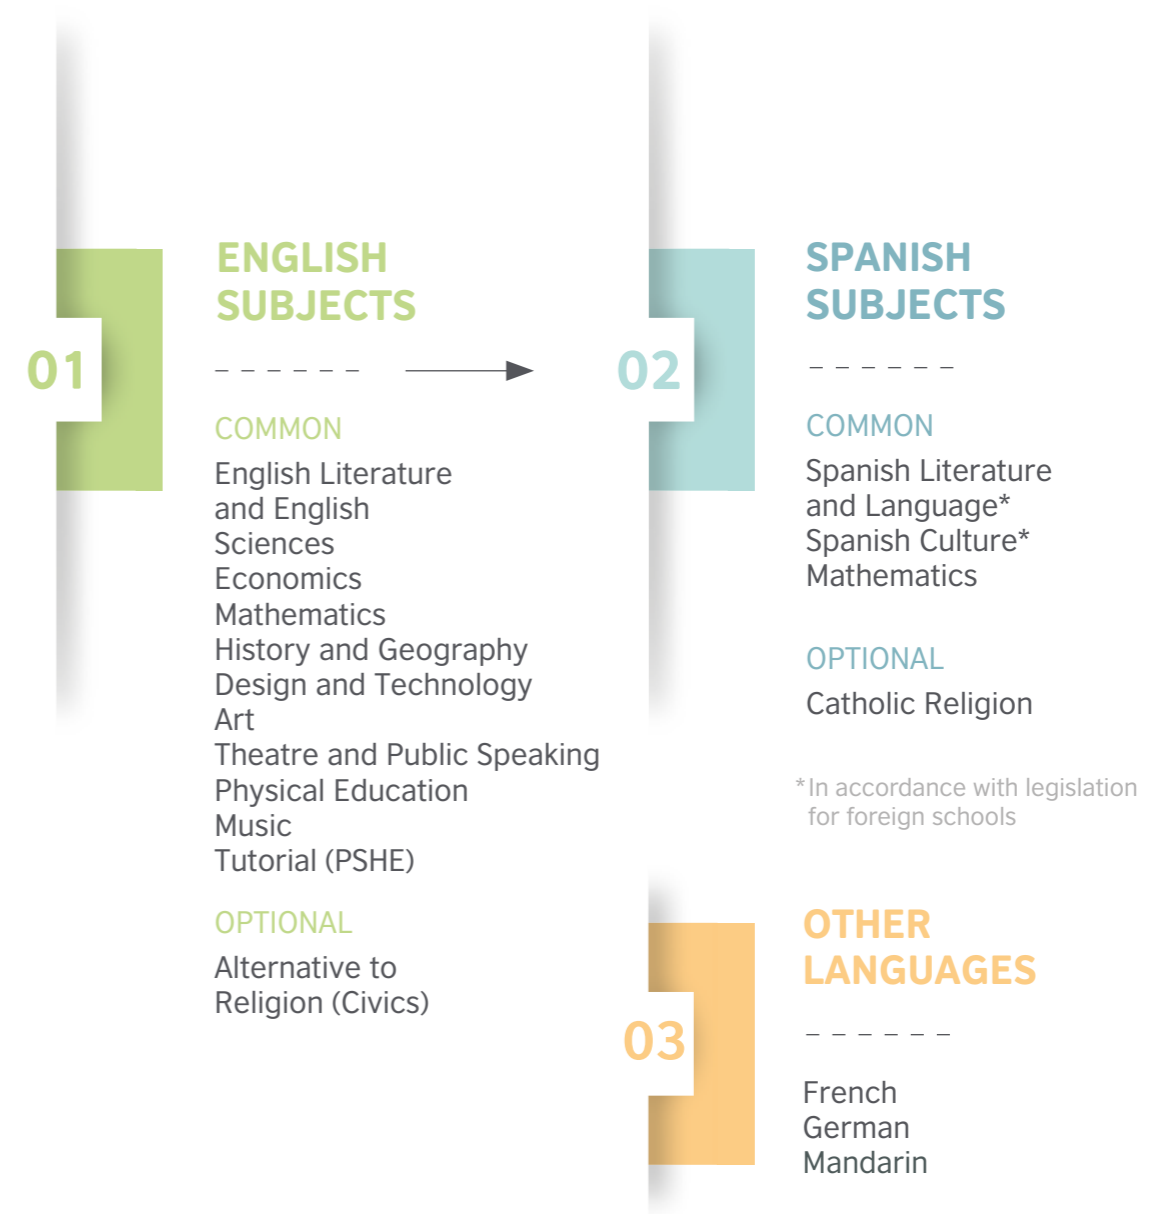 01
ENGLISH
SUBJECTS
COMMON
English Literature
and English
Sciences
Economics
Mathematics
History and Geography
Design and Technology
Art
Theatre and Public Speaking
Physical Education
Music
Tutorial (PSHE)
OPTIONAL
Alternative to
Religion (Civics)
02
SPANISH
SUBJECTS
COMMON
Spanish Literature
and Language*
Spanish Culture*
Mathematics
OPTIONAL
Catholic Religion
*In accordance with legislation
for foreign schools
03
OTHER
LANGUAGES
French
German
Mandarin